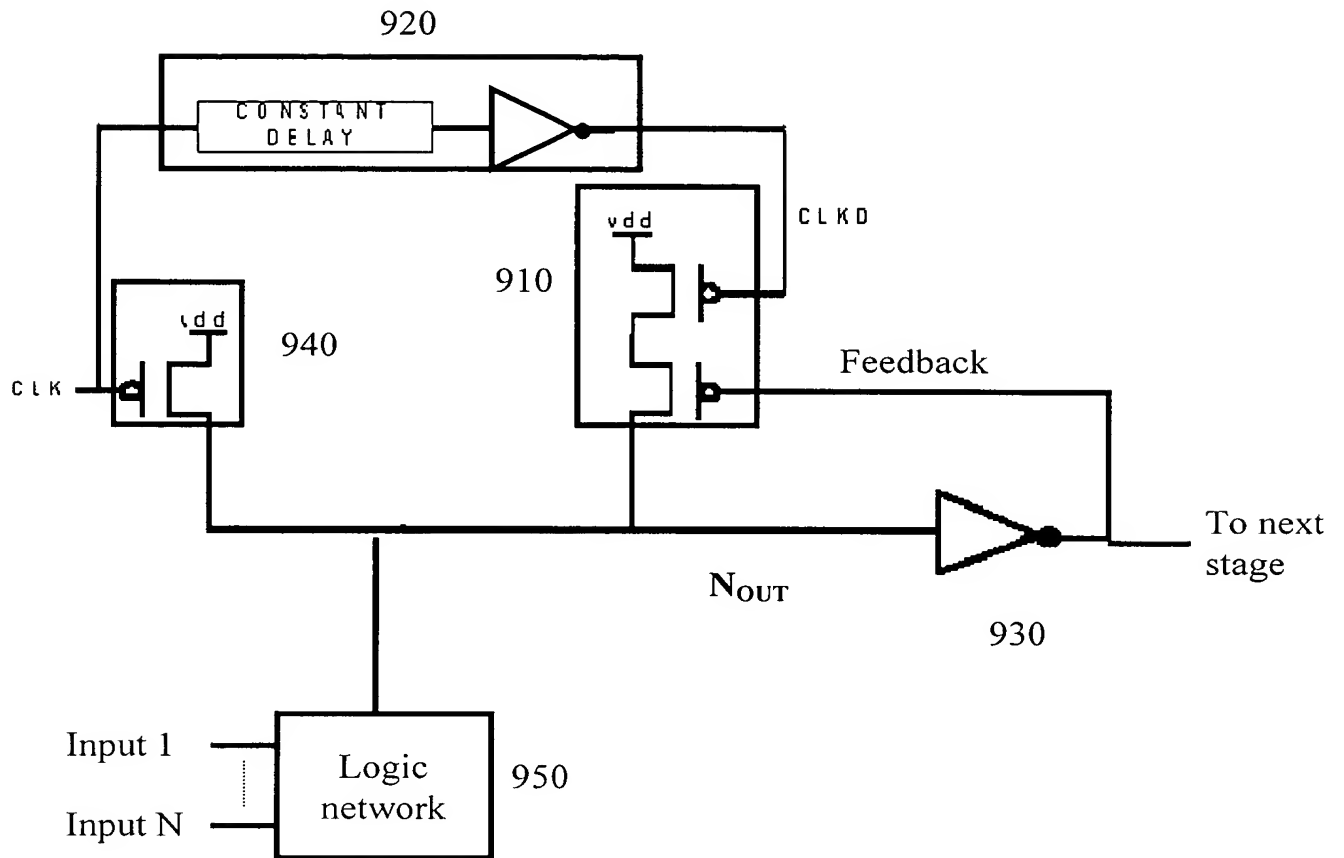 920
CONSTANT
DELAY
CLKD
vdd
910
vdd
940
CLK
Feedback
To next
stage
NOUT
930
Input 1
Logic
network
950
Input N